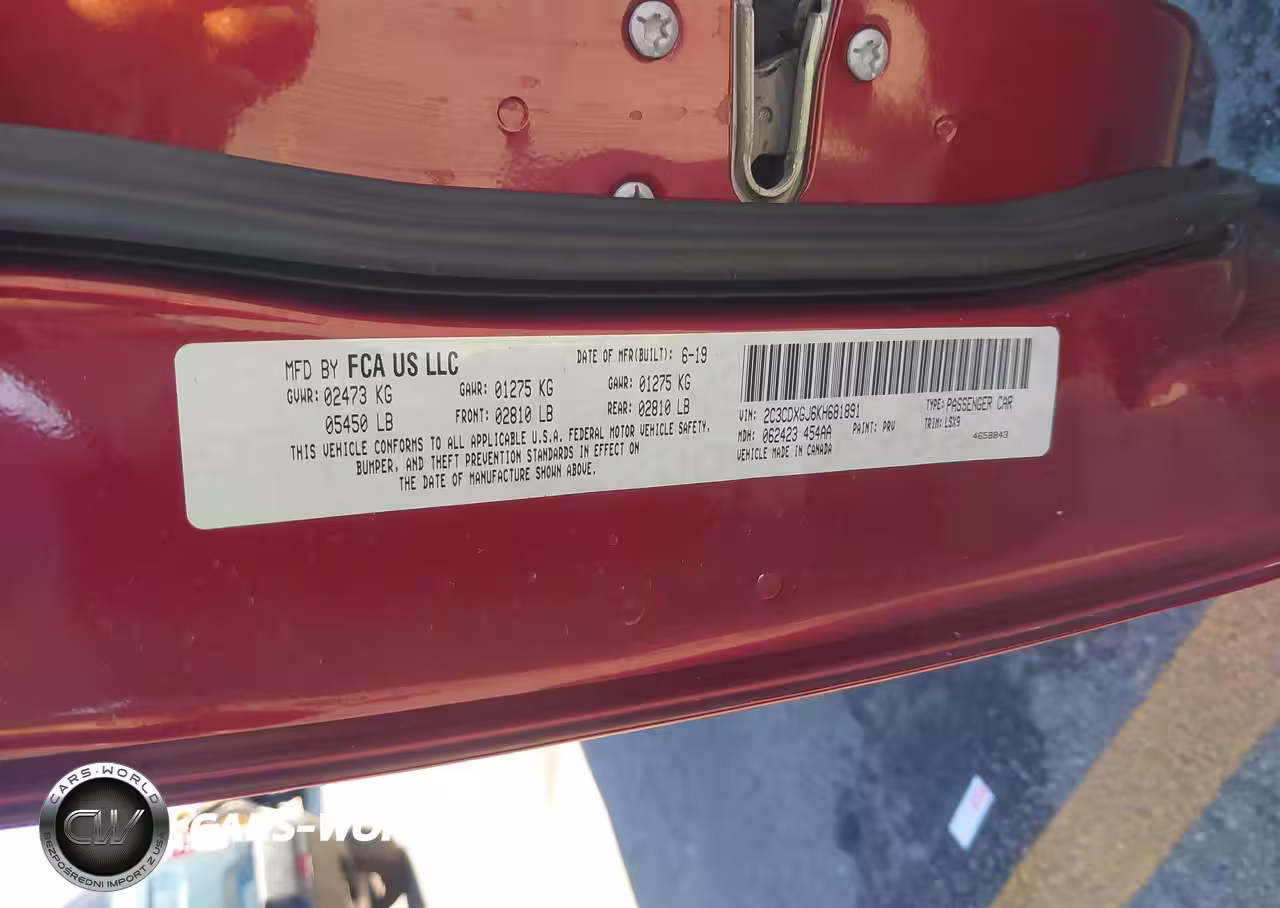 MFD BY FCA US LLC
DATE OF MFR(BUILT): 6-19
GVWR: 02473 KG
GAWR: 01275 KG
GAWR: 01275 KG
05450 LB
FRONT: 02810 LB
REAR: 02810 LB
THIS VEHICLE CONFORMS TO ALL APPLICABLE U.S.A. FEDERAL MOTOR VEHICLE SAFETY,
BUMPER, AND THEFT PREVENTION STANDARDS IN EFFECT ON
THE DATE OF MANUFACTURE SHOWN ABOVE.
VIN: 2C3CDXGJ6KH681891
TYPE: PASSENGER CAR
MDH: 062423 454AA
PAINT: PRV
TRIM: LSX9
VEHICLE MADE IN CANADA
4658843
CARS-WORLD
CW
BEZPOŚREDNI IMPORT Z USA